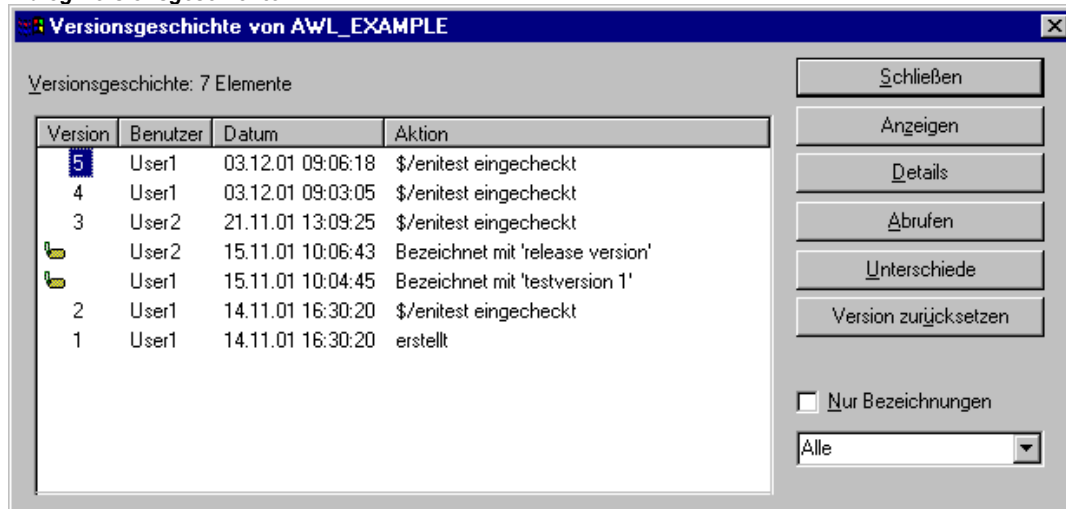 Versionsgeschichte von AWL_EXAMPLE
Versionsgeschichte: 7 Elemente
Version Benutzer Datum Aktion
5 User1 03.12.01 09:06:18 $/enitest eingecheckt
4 User1 03.12.01 09:03:05 $/enitest eingecheckt
3 User2 21.11.01 13:09:25 $/enitest eingecheckt
User2 15.11.01 10:06:43 Bezeichnet mit 'release version'
User1 15.11.01 10:04:45 Bezeichnet mit 'testversion 1'
2 User1 14.11.01 16:30:20 $/enitest eingecheckt
1 User1 14.11.01 16:30:20 erstellt
Schließen
Anzeigen
Details
Abrufen
Unterschiede
Version zurücksetzen
Nur Bezeichnungen
Alle